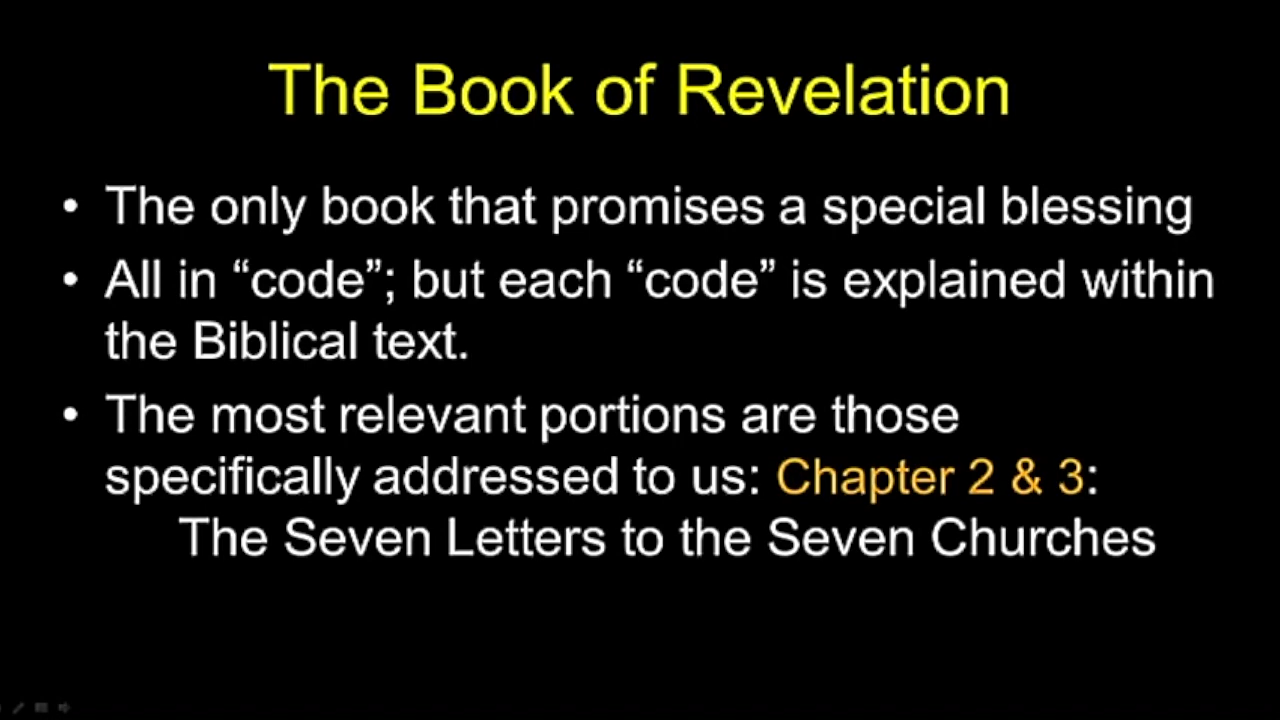 The Book of Revelation
• The only book that promises a special blessing
• All in “code”; but each “code” is explained within
the Biblical text.
• The most relevant portions are those
specifically addressed to us: Chapter 2 & 3:
The Seven Letters to the Seven Churches